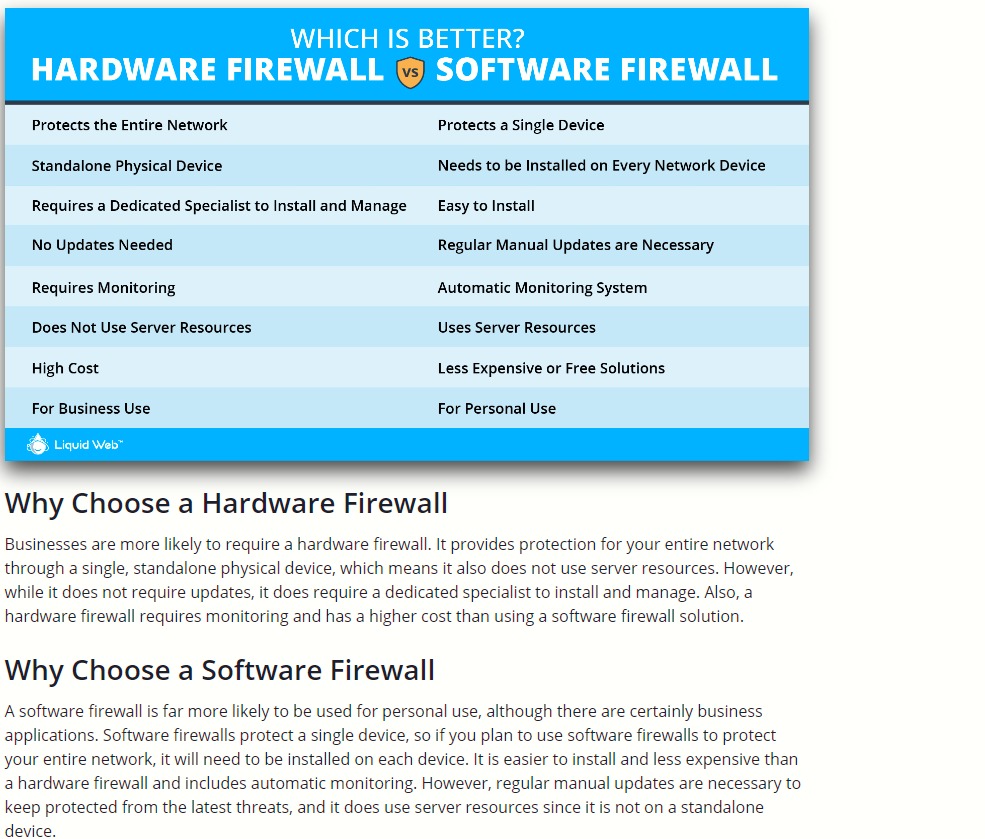 WHICH IS BETTER?
HARDWARE FIREWALL VS SOFTWARE FIREWALL
Protects the Entire Network Protects a Single Device
Standalone Physical Device Needs to be Installed on Every Network Device
Requires a Dedicated Specialist to Install and Manage Easy to Install
No Updates Needed Regular Manual Updates are Necessary
Requires Monitoring Automatic Monitoring System
Does Not Use Server Resources Uses Server Resources
High Cost Less Expensive or Free Solutions
For Business Use For Personal Use
Liquid Web™
Why Choose a Hardware Firewall
Businesses are more likely to require a hardware firewall. It provides protection for your entire network
through a single, standalone physical device, which means it also does not use server resources. However,
while it does not require updates, it does require a dedicated specialist to install and manage. Also, a
hardware firewall requires monitoring and has a higher cost than using a software firewall solution.
Why Choose a Software Firewall
A software firewall is far more likely to be used for personal use, although there are certainly business
applications. Software firewalls protect a single device, so if you plan to use software firewalls to protect
your entire network, it will need to be installed on each device. It is easier to install and less expensive than
a hardware firewall and includes automatic monitoring. However, regular manual updates are necessary to
keep protected from the latest threats, and it does use server resources since it is not on a standalone
device.